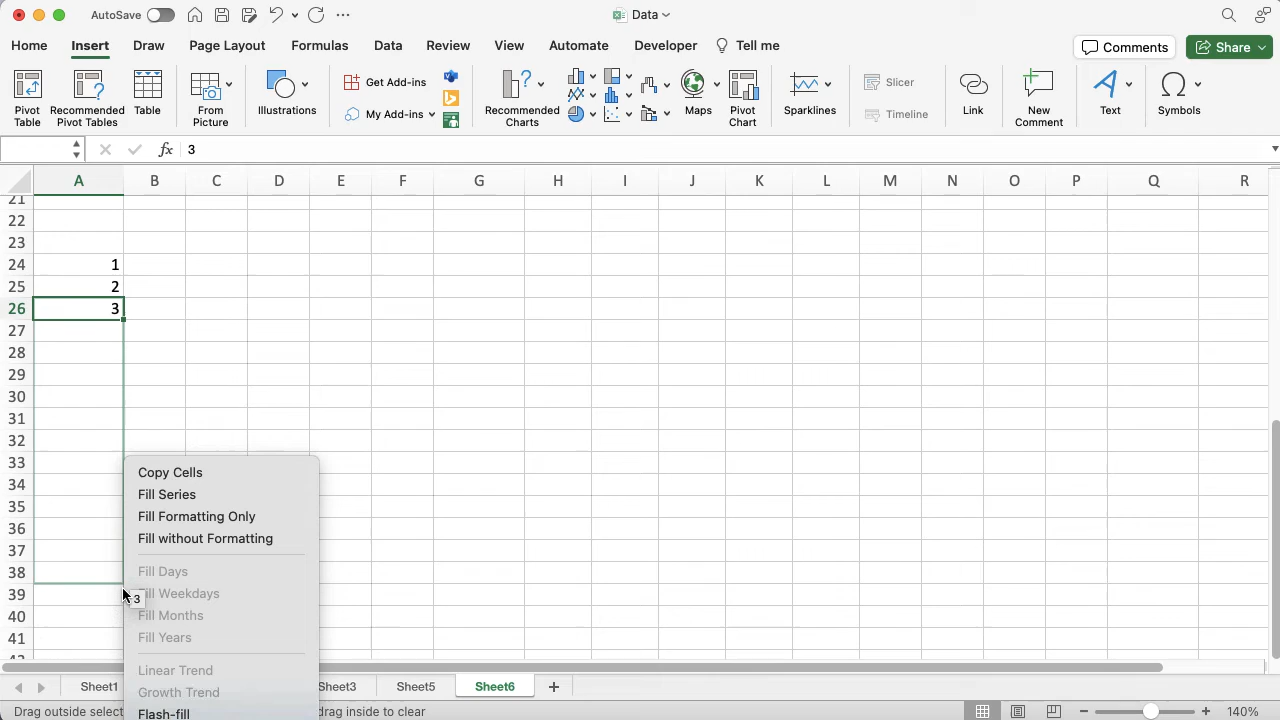 AutoSave
Data
Home Insert Draw Page Layout Formulas Data Review View Automate Developer Tell me
Comments Share
Pivot Table
Recommended Pivot Tables
Table
From Picture
Illustrations
Get Add-ins
My Add-ins
Recommended Charts
Maps
Pivot Chart
Sparklines
Slicer
Timeline
Link
New Comment
Text
Symbols
fx 3
A B C D E F G H I J K L M N O P Q R
21
22
23
24 1
25 2
26 3
27
28
29
30
31
32
33
34
35
36
37
38
39
40
41
Copy Cells
Fill Series
Fill Formatting Only
Fill without Formatting
Fill Days
Fill Weekdays
3
Fill Months
Fill Years
Linear Trend
Growth Trend
Flash-fill
Sheet1 Sheet3 Sheet5 Sheet6
Drag outside select drag inside to clear
140%